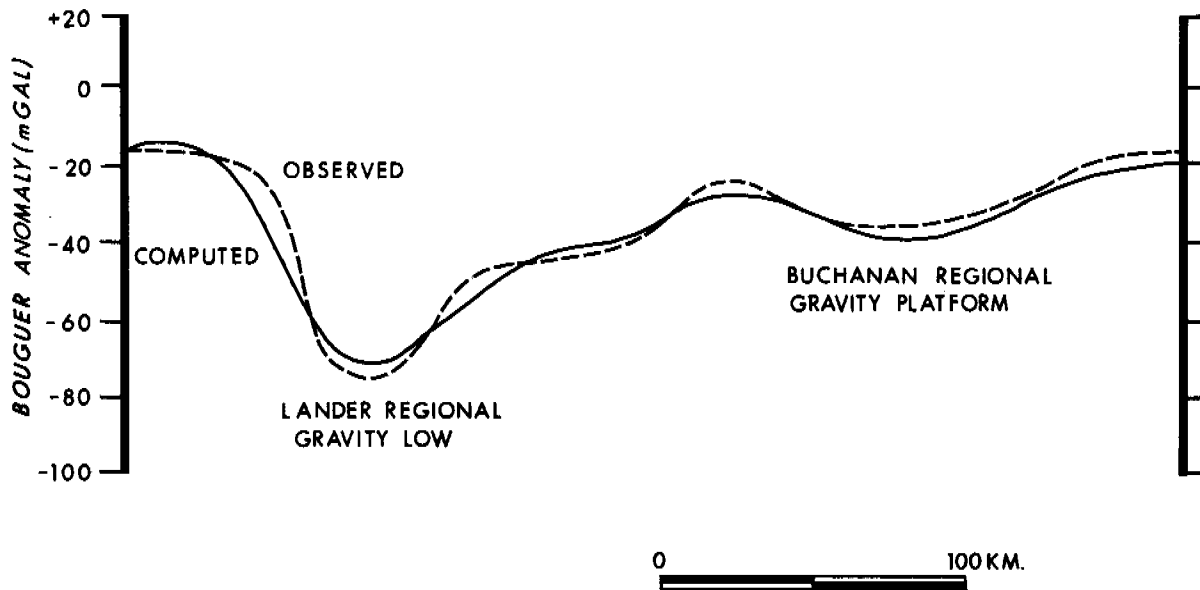 +20
0
-20
-40
-60
-80
-100
BOUGUER ANOMALY (mGAL)
OBSERVED
COMPUTED
BUCHANAN REGIONAL
GRAVITY PLATFORM
LANDER REGIONAL
GRAVITY LOW
0 100 KM.